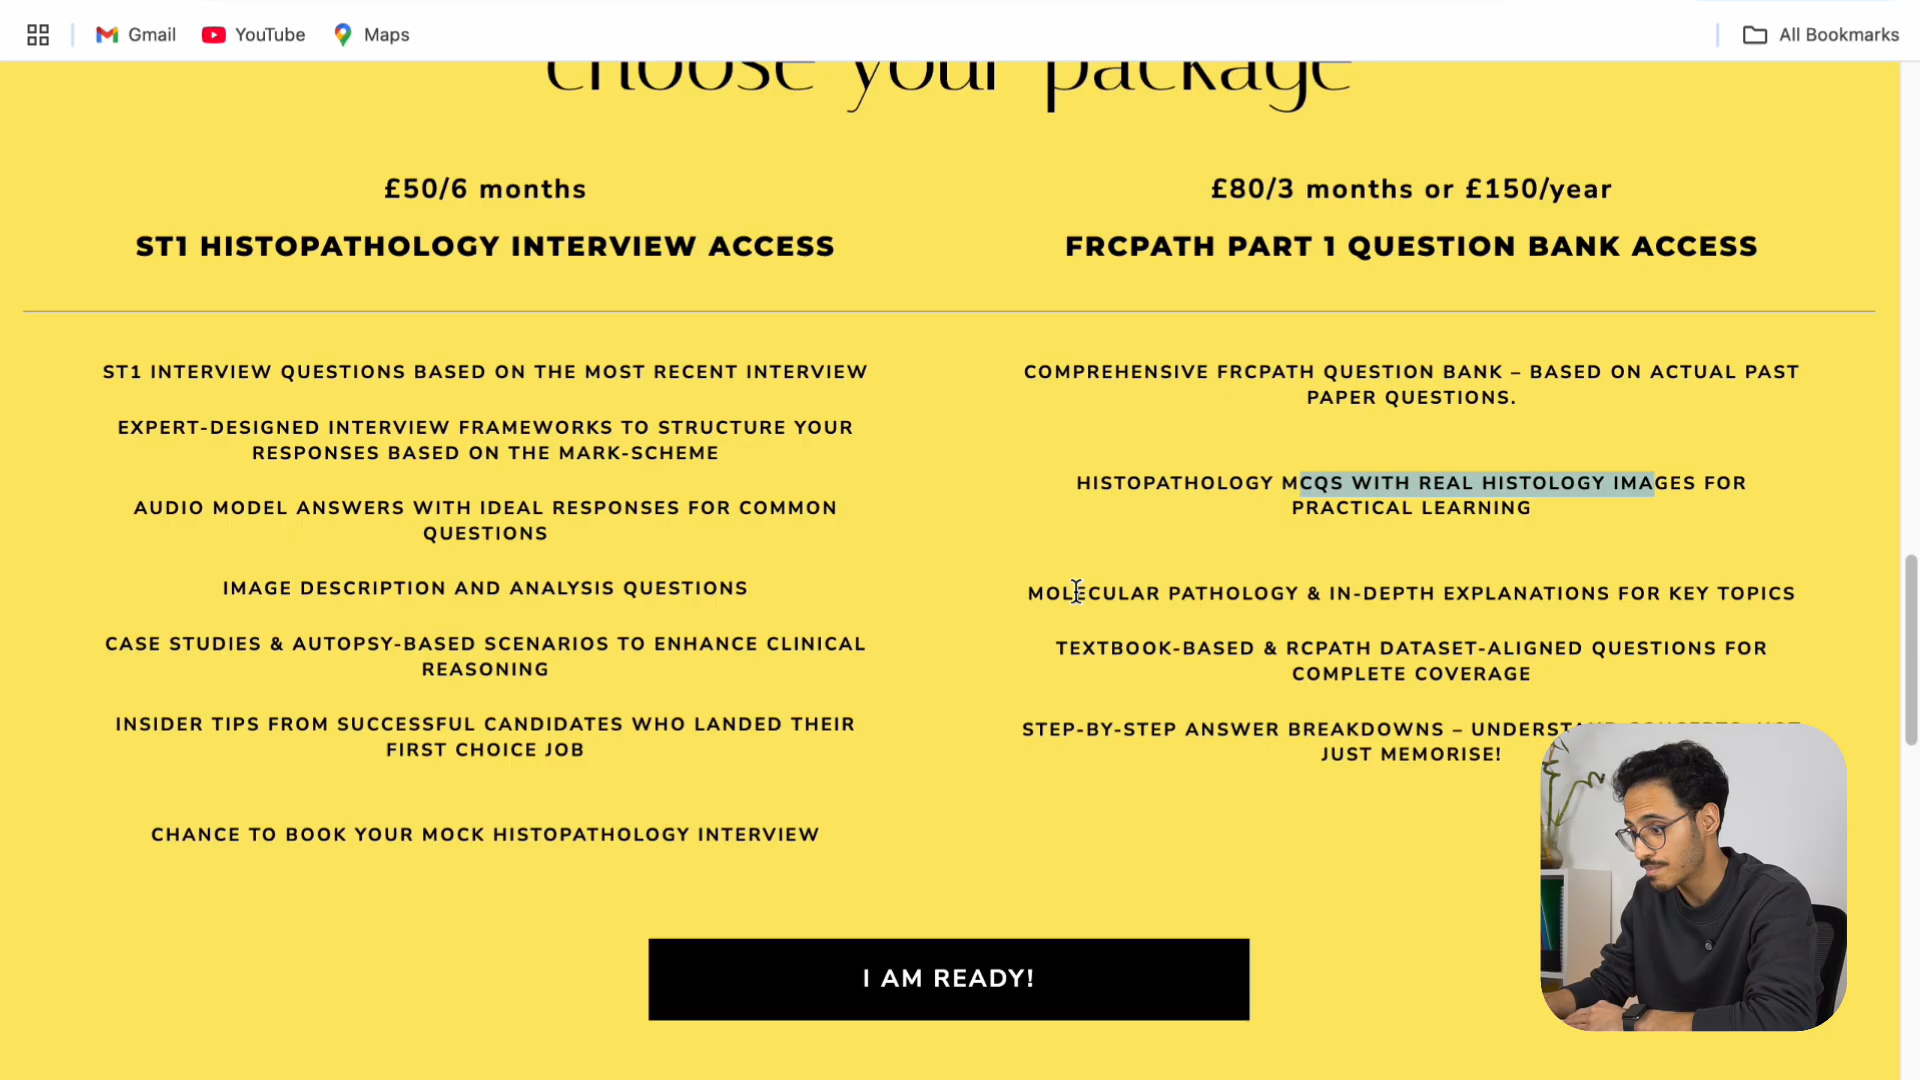 Gmail
YouTube
Maps
All Bookmarks
choose your package
£50/6 months
ST1 HISTOPATHOLOGY INTERVIEW ACCESS
ST1 INTERVIEW QUESTIONS BASED ON THE MOST RECENT INTERVIEW
EXPERT-DESIGNED INTERVIEW FRAMEWORKS TO STRUCTURE YOUR
RESPONSES BASED ON THE MARK-SCHEME
AUDIO MODEL ANSWERS WITH IDEAL RESPONSES FOR COMMON
QUESTIONS
IMAGE DESCRIPTION AND ANALYSIS QUESTIONS
CASE STUDIES & AUTOPSY-BASED SCENARIOS TO ENHANCE CLINICAL
REASONING
INSIDER TIPS FROM SUCCESSFUL CANDIDATES WHO LANDED THEIR
FIRST CHOICE JOB
CHANCE TO BOOK YOUR MOCK HISTOPATHOLOGY INTERVIEW
£80/3 months or £150/year
FRCPATH PART 1 QUESTION BANK ACCESS
COMPREHENSIVE FRCPATH QUESTION BANK – BASED ON ACTUAL PAST
PAPER QUESTIONS.
HISTOPATHOLOGY MCQS WITH REAL HISTOLOGY IMAGES FOR
PRACTICAL LEARNING
MOLECULAR PATHOLOGY & IN-DEPTH EXPLANATIONS FOR KEY TOPICS
TEXTBOOK-BASED & RCPATH DATASET-ALIGNED QUESTIONS FOR
COMPLETE COVERAGE
STEP-BY-STEP ANSWER BREAKDOWNS – UNDERSTAND CONCEPTS, NOT
JUST MEMORISE!
I AM READY!